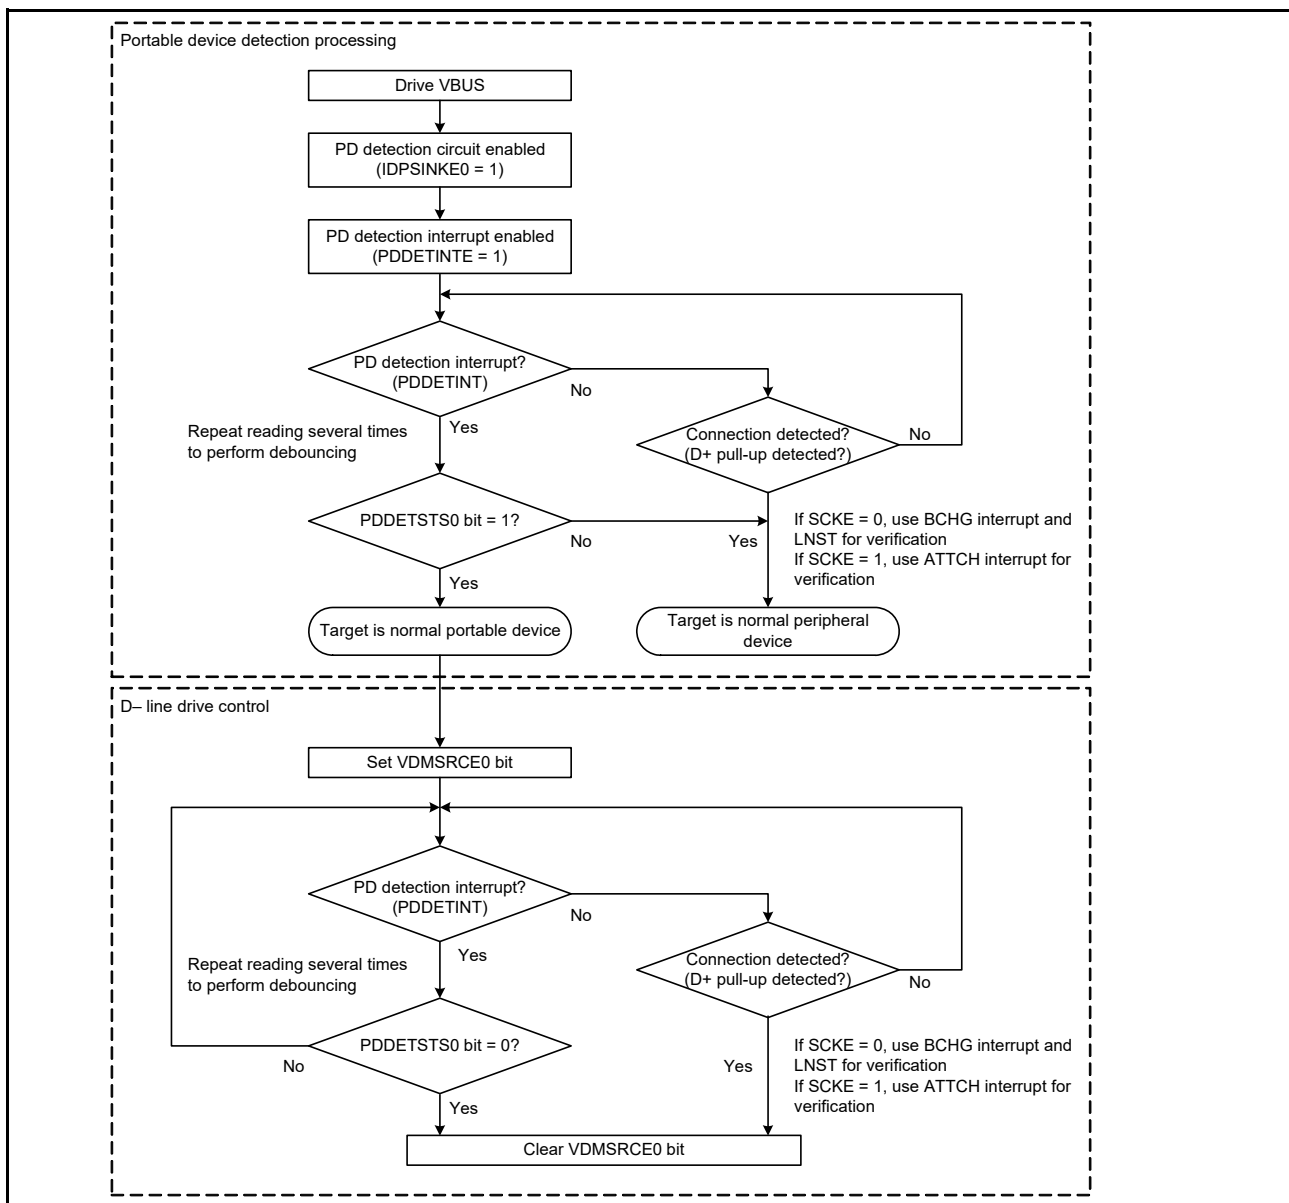 Portable device detection processing
Drive VBUS
PD detection circuit enabled
(IDPSINKE0 = 1)
PD detection interrupt enabled
(PDDETINTE = 1)
PD detection interrupt?
(PDDETINT)
No
Yes
Repeat reading several times
to perform debouncing
Connection detected?
(D+ pull-up detected?)
No
PDDETSTS0 bit = 1?
No
Yes
If SCKE = 0, use BCHG interrupt and
LNST for verification
If SCKE = 1, use ATTCH interrupt for
verification
Yes
Target is normal portable device
Target is normal peripheral
device
D– line drive control
Set VDMSRCE0 bit
PD detection interrupt?
(PDDETINT)
No
Yes
Repeat reading several times
to perform debouncing
Connection detected?
(D+ pull-up detected?)
No
PDDETSTS0 bit = 0?
No
Yes
If SCKE = 0, use BCHG interrupt and
LNST for verification
If SCKE = 1, use ATTCH interrupt for
verification
Yes
Clear VDMSRCE0 bit